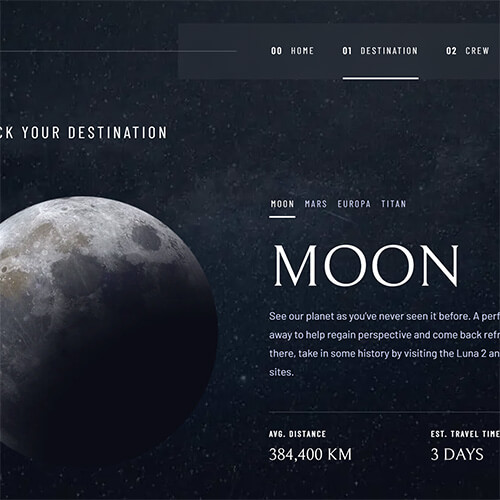 00 HOME 01 DESTINATION 02 CREW
CK YOUR DESTINATION
MOON MARS EUROPA TITAN
MOON
See our planet as you’ve never seen it before. A perf
away to help regain perspective and come back refr
there, take in some history by visiting the Luna 2 an
sites.
AVG. DISTANCE EST. TRAVEL TIME
384,400 KM 3 DAYS